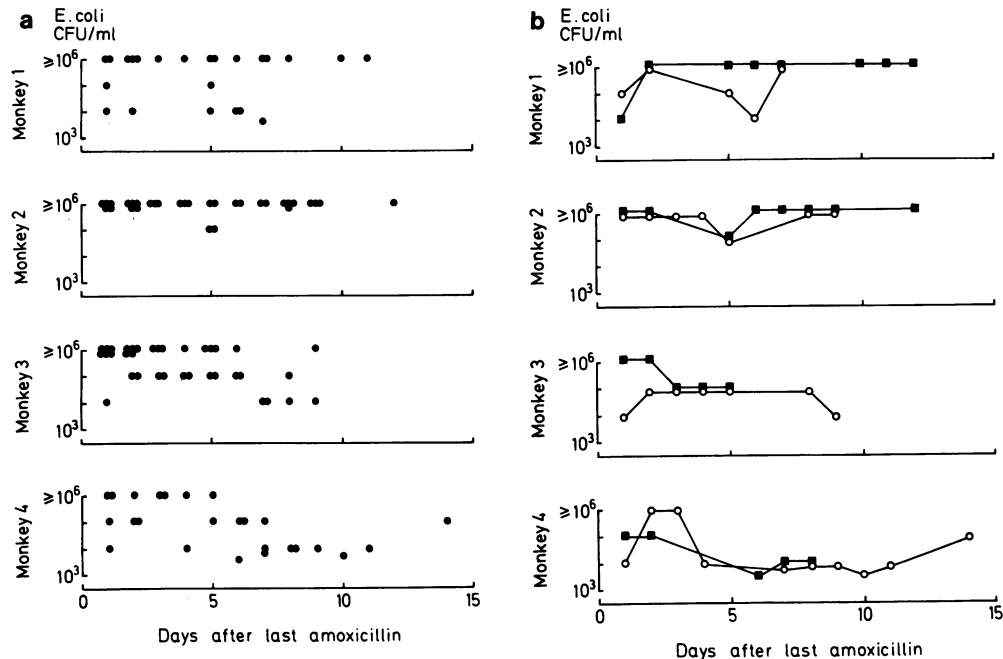 a E. coli
CFU/ml
≥10⁶
10³
Monkey 1
≥10⁶
10³
Monkey 2
≥10⁶
10³
Monkey 3
≥10⁶
10³
Monkey 4
0 5 10 15
Days after last amoxicillin
b E. coli
CFU/ml
≥10⁶
10³
Monkey 1
≥10⁶
10³
Monkey 2
≥10⁶
10³
Monkey 3
≥10⁶
10³
Monkey 4
0 5 10 15
Days after last amoxicillin